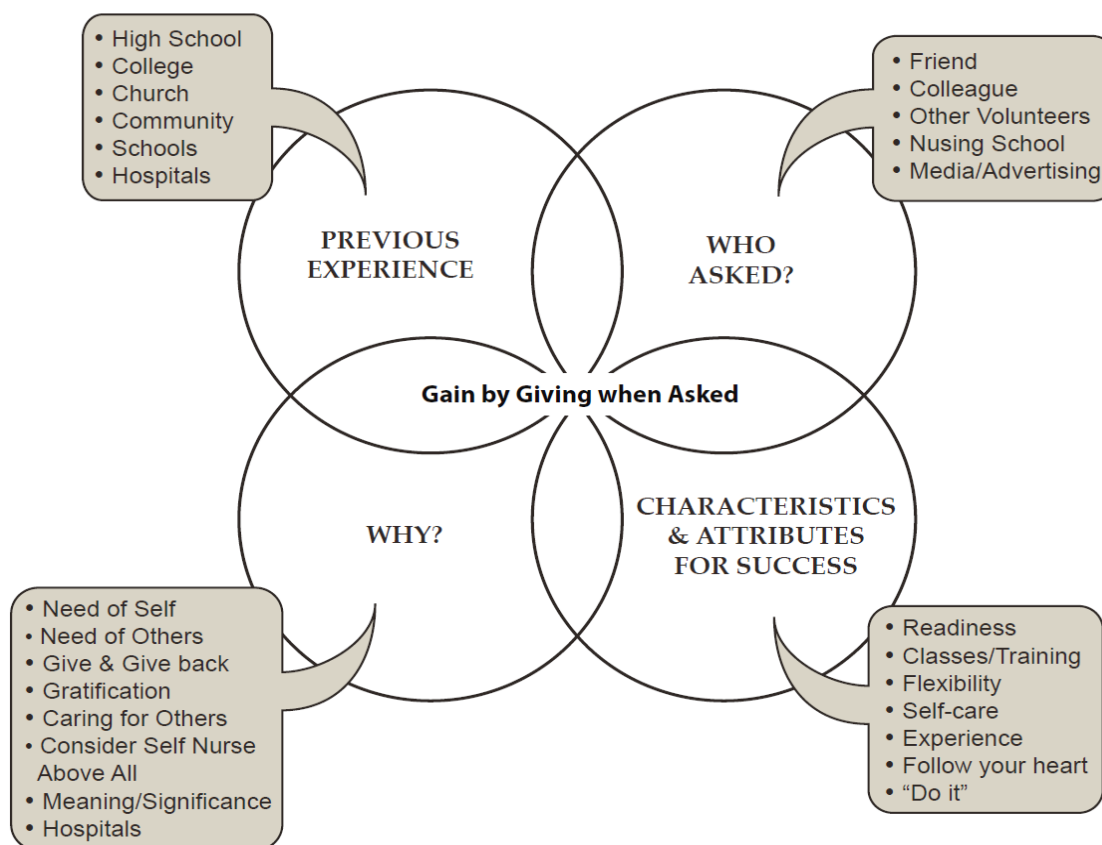 • High School
• College
• Church
• Community
• Schools
• Hospitals
• Friend
• Colleague
• Other Volunteers
• Nusing School
• Media/Advertising
PREVIOUS
EXPERIENCE
WHO
ASKED?
Gain by Giving when Asked
WHY?
CHARACTERISTICS
& ATTRIBUTES
FOR SUCCESS
• Need of Self
• Need of Others
• Give & Give back
• Gratification
• Caring for Others
• Consider Self Nurse
Above All
• Meaning/Significance
• Hospitals
• Readiness
• Classes/Training
• Flexibility
• Self-care
• Experience
• Follow your heart
• “Do it”